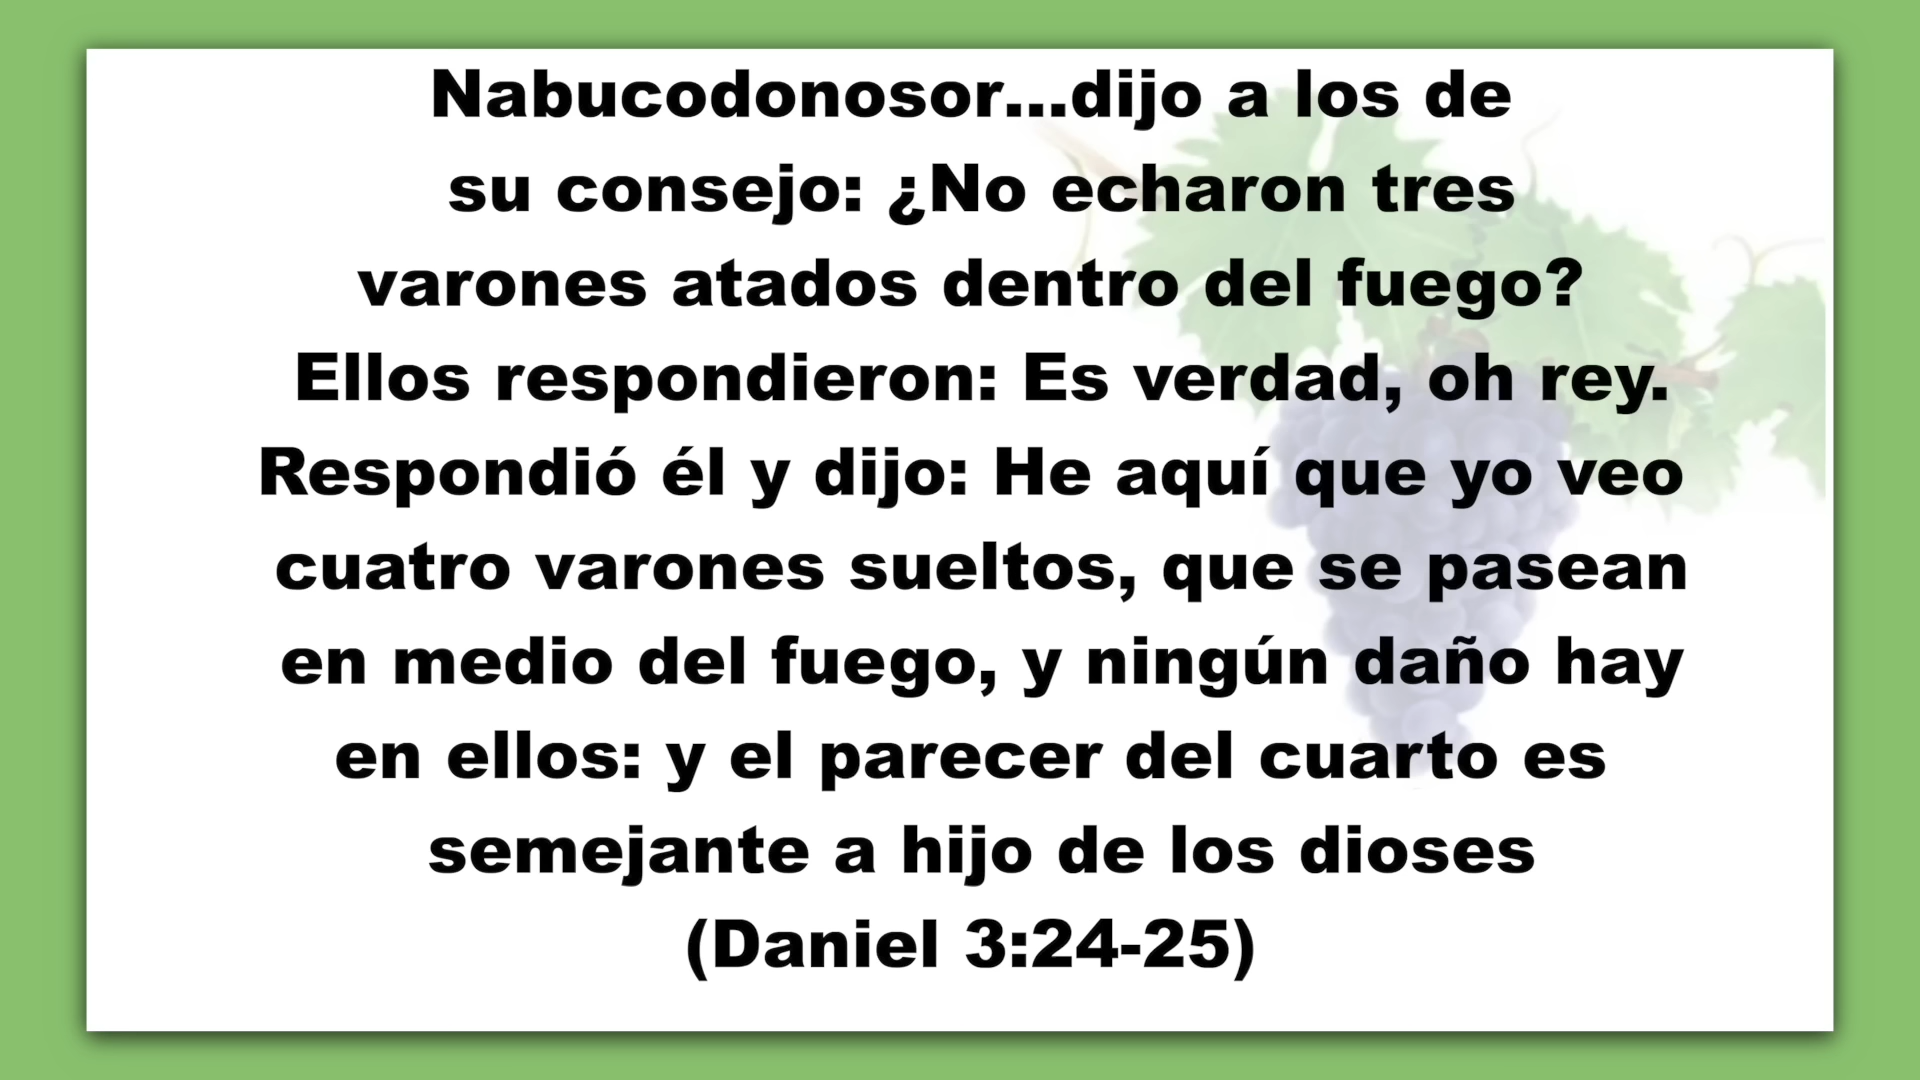 Nabucodonosor...dijo a los de
su consejo: ¿No echaron tres
varones atados dentro del fuego?
Ellos respondieron: Es verdad, oh rey.
Respondió él y dijo: He aquí que yo veo
cuatro varones sueltos, que se pasean
en medio del fuego, y ningún daño hay
en ellos: y el parecer del cuarto es
semejante a hijo de los dioses
(Daniel 3:24-25)